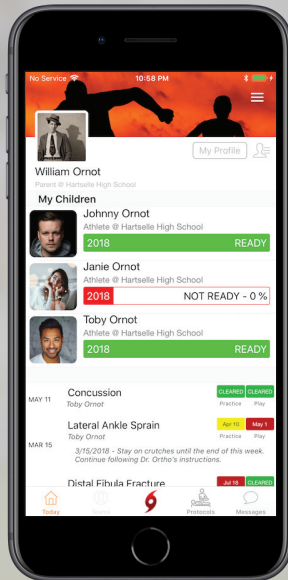 No Service 10:58 PM
My Profile
William Ornot
Parent @ Hartselle High School
My Children
Johnny Ornot
Athlete @ Hartselle High School
2018 READY
Janie Ornot
Athlete @ Hartselle High School
2018 NOT READY - 0 %
Toby Ornot
Athlete @ Hartselle High School
2018 READY
MAY 11 Concussion CLEARED CLEARED
Toby Ornot Practice Play
MAR 15 Lateral Ankle Sprain Apr 10 May 1
Toby Ornot Practice Play
3/15/2018 - Stay on crutches until the end of this week.
Continue following Dr. Ortho's instructions.
Distal Fibula Fracture Jul 16 CLEARED
Today Protocols Messages